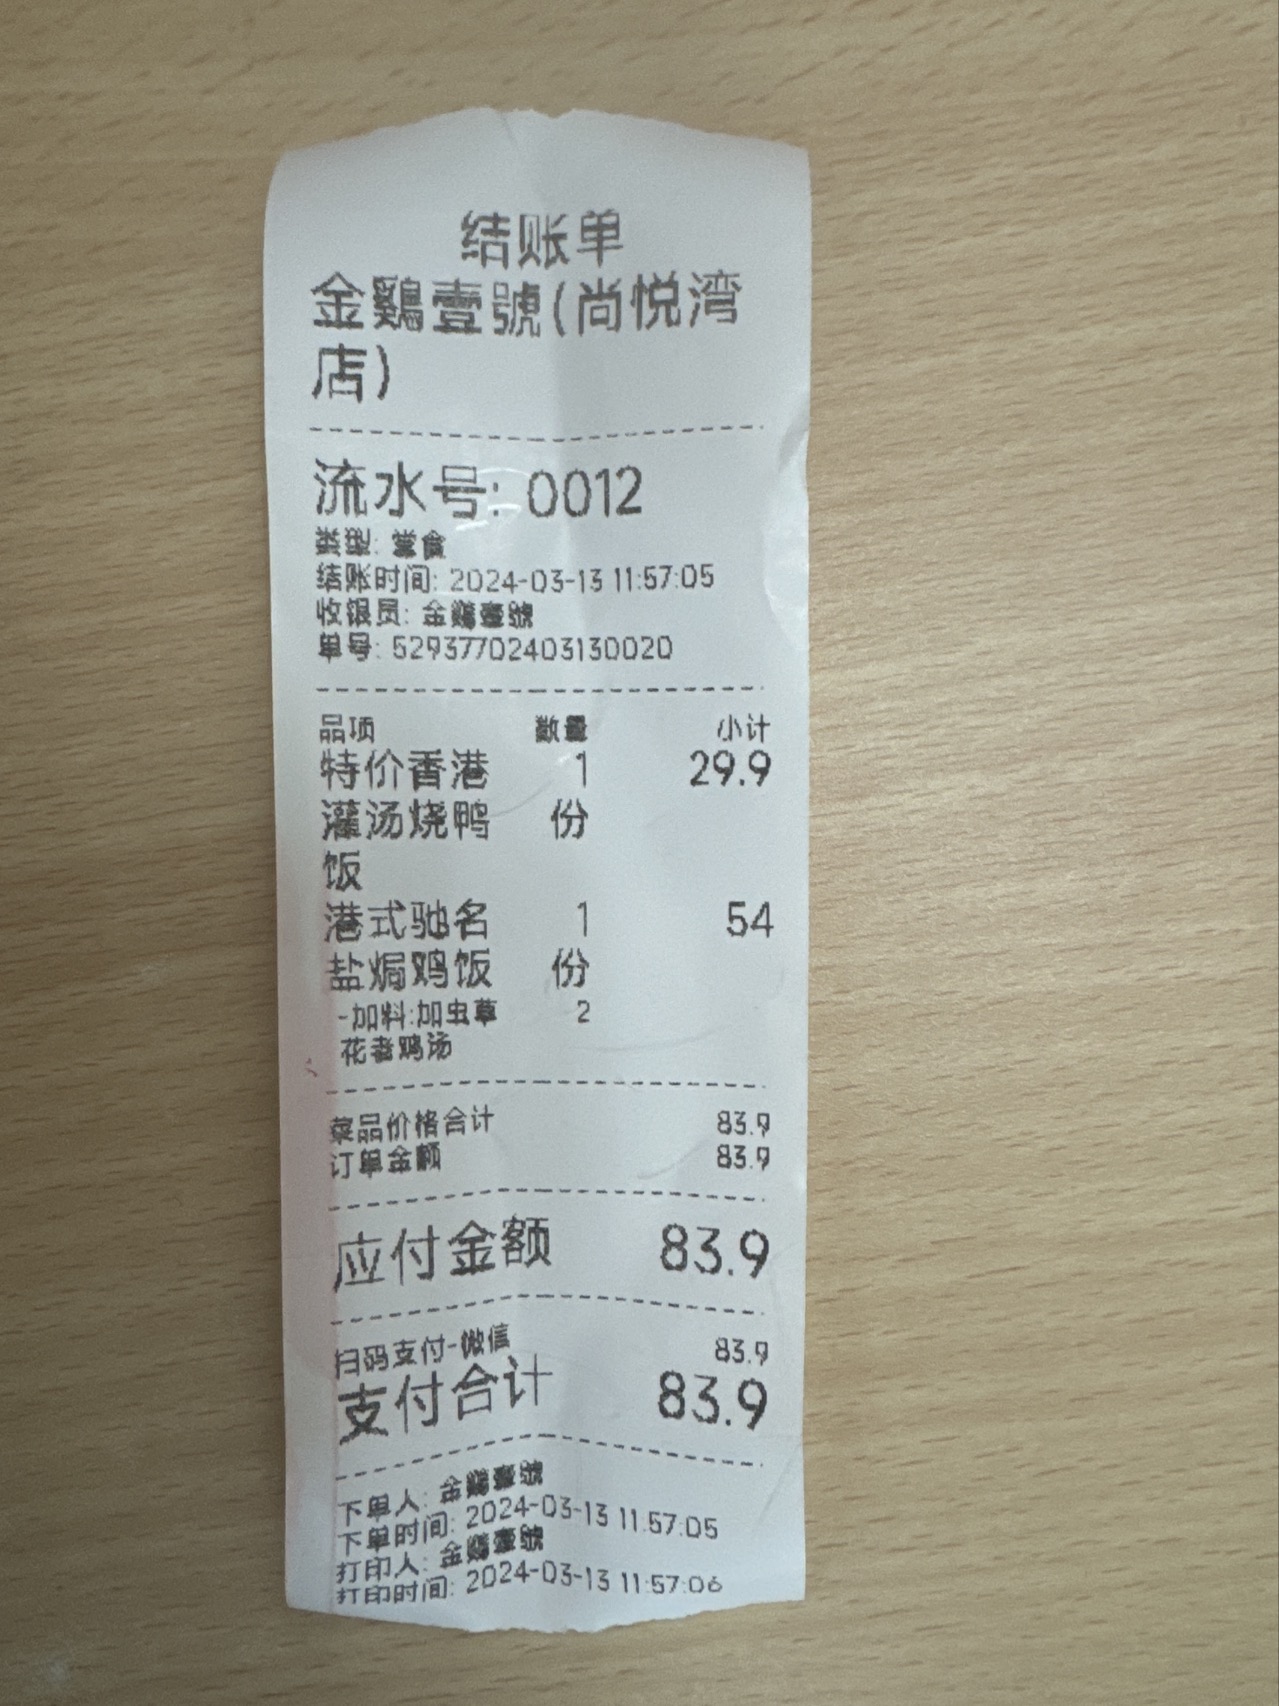 结账单
金鷄壹號(尚悦湾
店)
流水号: 0012
类型: 堂食
结账时间: 2024-03-13 11:57:05
收银员: 金鷄壹號
单号: 52937702403130020
品项 数量 小计
特价香港 1 29.9
灌汤烧鸭 份
饭
港式驰名 1 54
盐焗鸡饭 份
-加料:加虫草 2
花者鸡汤
菜品价格合计 83.9
订单金额 83.9
应付金额 83.9
扫码支付-微信 83.9
支付合计 83.9
下单人: 金鷄壹號
下单时间: 2024-03-13 11:57:05
打印人: 金鷄壹號
打印时间: 2024-03-13 11:57:06